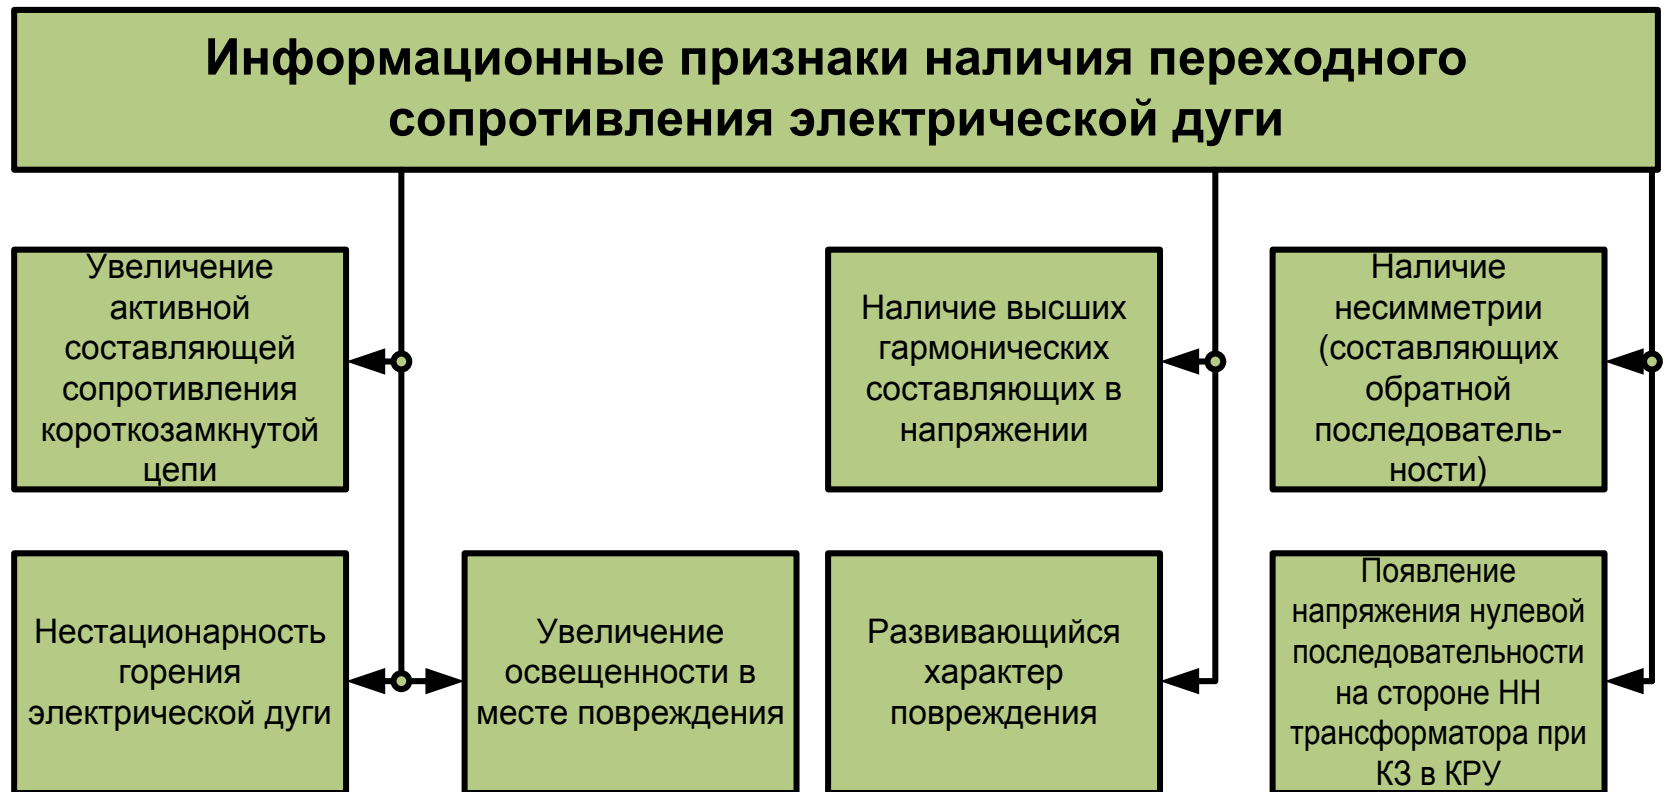 Информационные признаки наличия переходного
сопротивления электрической дуги
Увеличение
активной
составляющей
сопротивления
короткозамкнутой
цепи
Наличие высших
гармонических
составляющих в
напряжении
Наличие
несимметрии
(составляющих
обратной
последователь-
ности)
Нестационарность
горения
электрической дуги
Увеличение
освещенности в
месте повреждения
Развивающийся
характер
повреждения
Появление
напряжения нулевой
последовательности
на стороне НН
трансформатора при
КЗ в КРУ